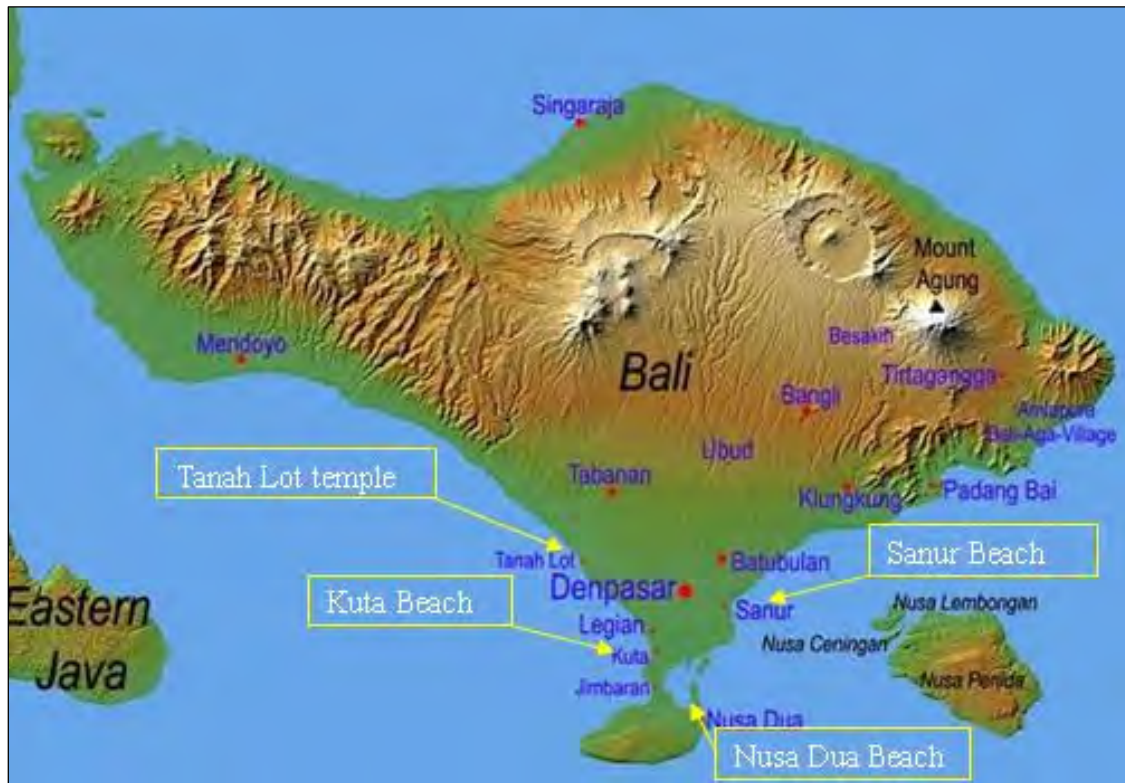 Singaraja
Mount
Agung
Mendoyo
Besakih
Bali
Tirtagangga
Bangli
Amlapura
Bali-Aga-Village
Ubud
Tanah Lot temple
Tabanan
Klungkung
Padang Bai
Tanah Lot
Batubulan
Sanur Beach
Denpasar
Kuta Beach
Sanur
Nusa Lembongan
Eastern
Java
Legian
Nusa Ceningan
Kuta
Nusa Penida
Jimbaran
Nusa Dua
Nusa Dua Beach